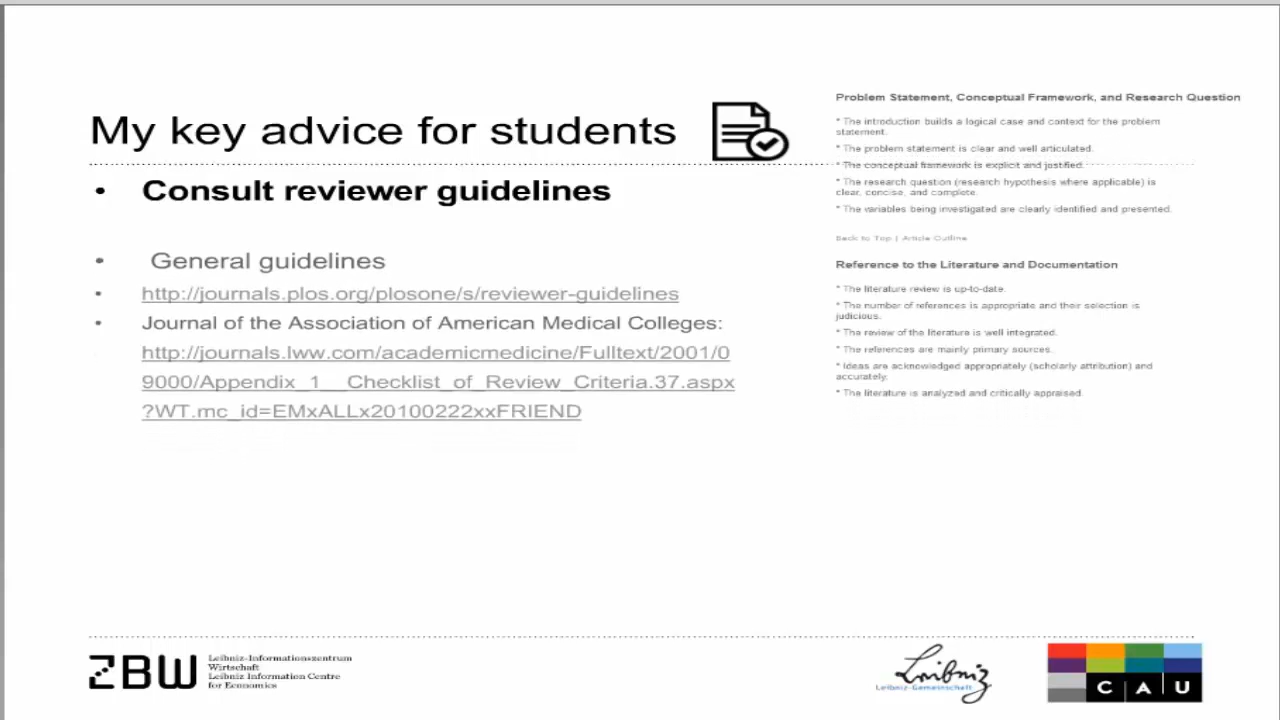 My key advice for students
• Consult reviewer guidelines
• General guidelines
• http://journals.plos.org/plosone/s/reviewer-guidelines
• Journal of the Association of American Medical Colleges:
http://journals.lww.com/academicmedicine/Fulltext/2001/0
9000/Appendix_1__Checklist_of_Review_Criteria.37.aspx
?WT.mc_id=EMxALLx20100222xxFRIEND
Problem Statement, Conceptual Framework, and Research Question
* The introduction builds a logical case and context for the problem
statement.
* The problem statement is clear and well articulated.
* The conceptual framework is explicit and justified.
* The research question (research hypothesis where applicable) is
clear, concise, and complete.
* The variables being investigated are clearly identified and presented.
Back to Top | Article Outline
Reference to the Literature and Documentation
* The literature review is up-to-date.
* The number of references is appropriate and their selection is
judicious.
* The review of the literature is well integrated.
* The references are mainly primary sources.
* Ideas are acknowledged appropriately (scholarly attribution) and
accurately.
* The literature is analyzed and critically appraised.
ZBW
Leibniz-Informationszentrum
Wirtschaft
Leibniz Information Centre
for Economics
Leibniz
Leibniz-Gemeinschaft
C | A | U